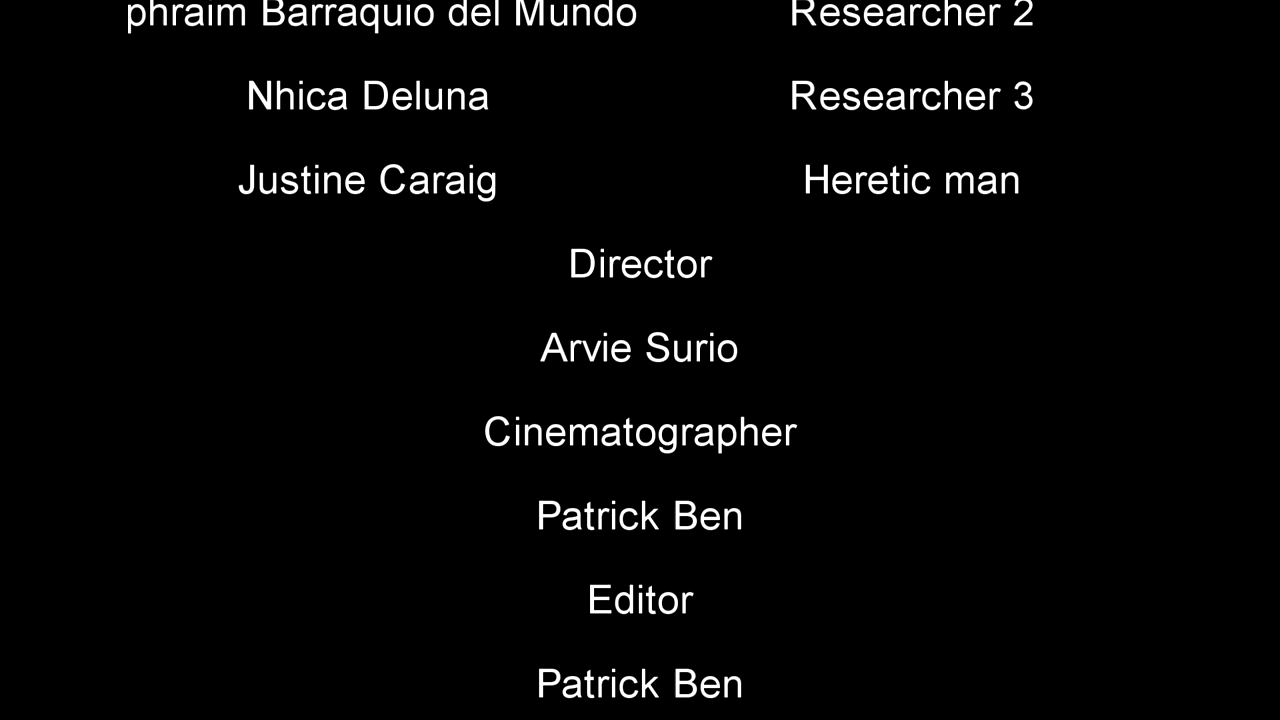 phraim Barraquio del Mundo Researcher 2
Nhica Deluna Researcher 3
Justine Caraig Heretic man
Director
Arvie Surio
Cinematographer
Patrick Ben
Editor
Patrick Ben